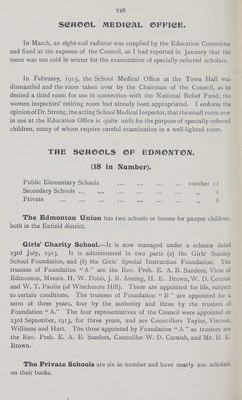 128
SCHOOL MEDICAL OFFICE.
In March, an eight-coil radiator was supplied by the Education Committee
and fixed at the expense of the Council, as I had reported in January that the
room was too cold in winter for the examination of specially-referred scholars.
In February, 1915, the School Medical Office at the Town Hall was
dismantled and the room taken over by the Chairman of the Council, as he
desired a third room for use in connection with the National Relief Fund; the
women inspectors' retiring room had already been appropriated. I endorse the
opinion of Dr. Strong, the acting School Medical Inspector, that the small room now
in use at the Education Office is quite unfit for the purpose of specially-referred
children, many of whom require careful examination in a well-lighted room.
THE SCHOOLS OF EDMONTON.
(18 in Number).
Public Elementary Schools ... ... ... ... number 11
Secondary Schools ... ... ... ... ... ... „ 1
Private ... ... ... ... ... ... ... „ 6
The Edmonton Union has two schools or homes for pauper children,
both in the Enfield district.
Girls' Charity School.—It is now managed under a scheme dated
23rd July, 1913. It is administered in two parts (a) the Girls' Sunday
School Foundation, and (b) the Girls' Special Instruction Foundation. The
trustees of Foundation "A" are the Rev. Preb. E. A. B. Sanders, Vicar of
Edmonton, Messrs. H. W. Dobb, J. R. Anning, H. E. Brown, W. D. Cornish
and W. T. Paulin (of Winchmore Hill). These are appointed for life, subject
to certain conditions. The trustees of Foundation "B" are appointed for a
term of three years, four by the authority and three by the trustees of
Foundation "A." The four representatives of the Council were appointed on
23rd September, 1913, for three years, and are Councillors Taylor, Vincent,
Williams and Hart. The three appointed by Foundation "A" as trustees are
the Rev. Preb. E. A. B. Sanders, Councillor W. D. Cornish, and Mr. H. E.
Brown.
The Private Schools are six in number and have nearly 200 scholars
on their books.